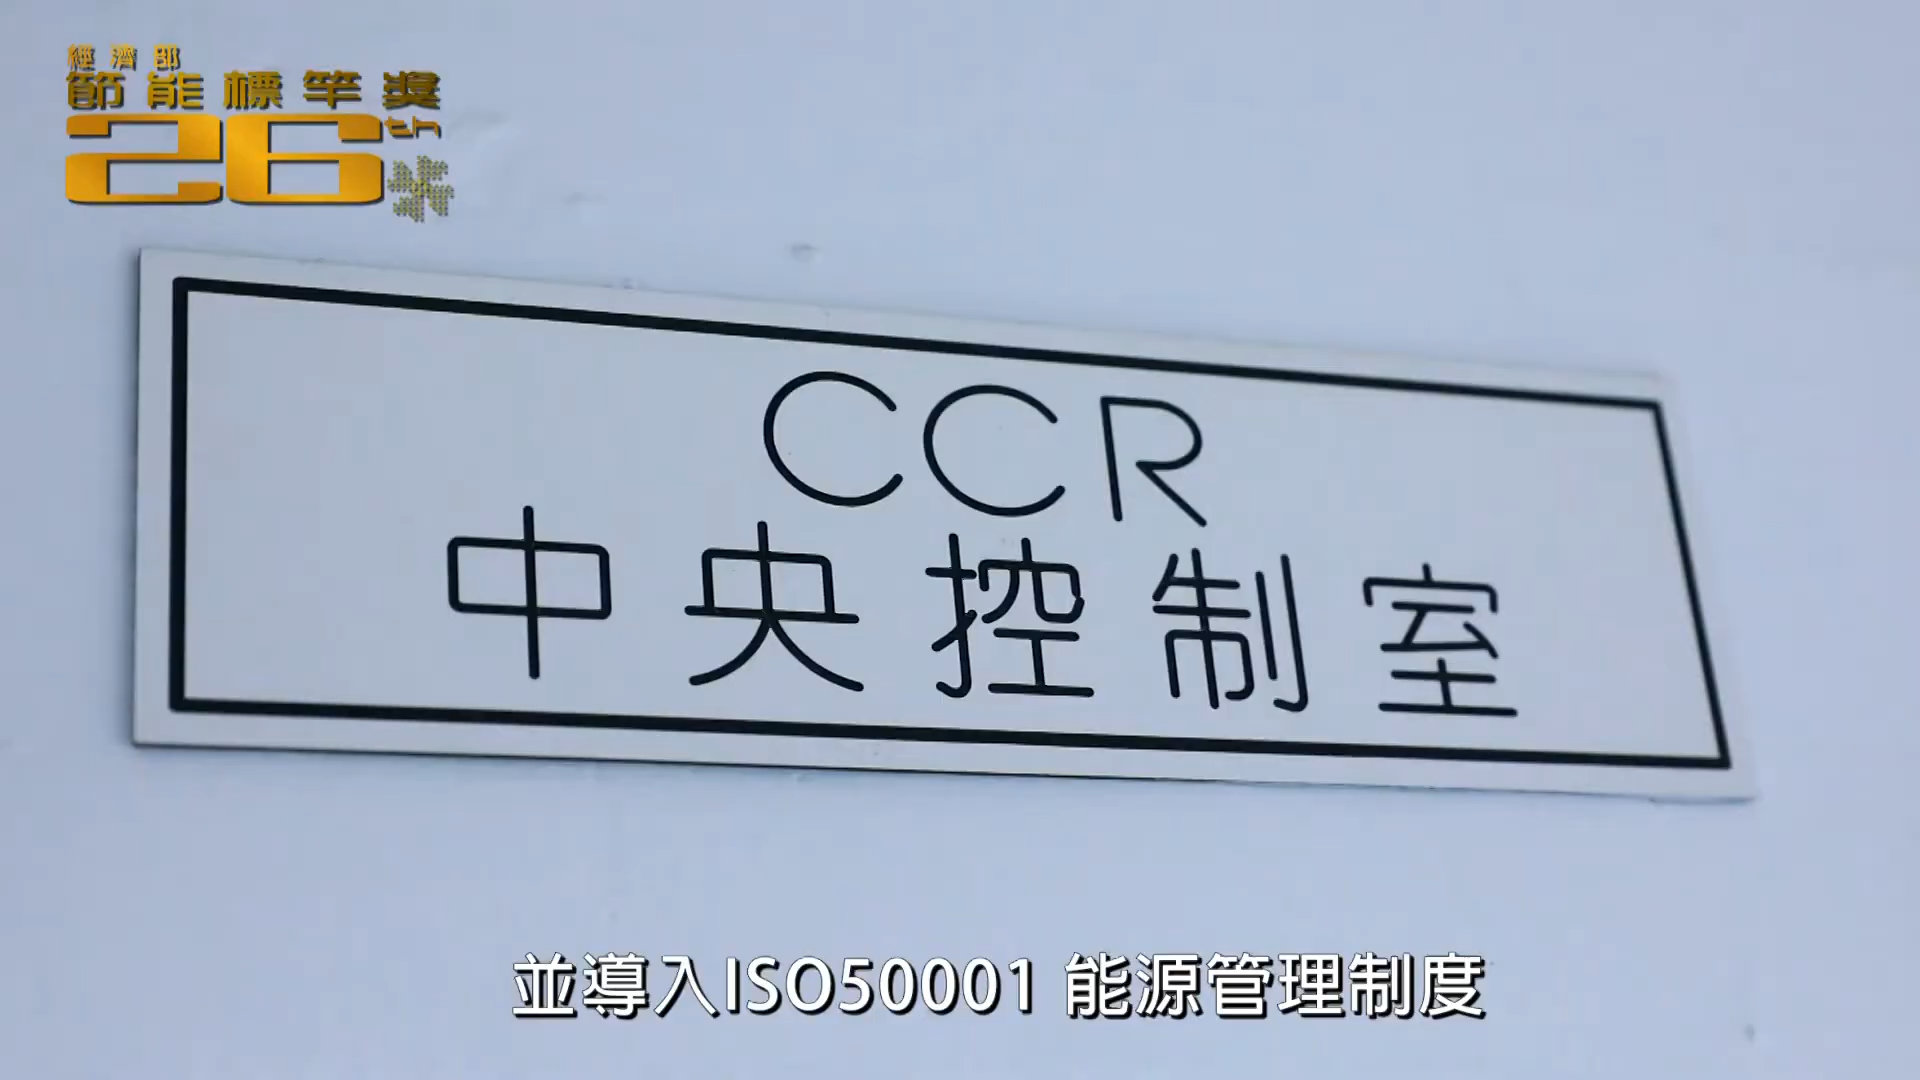 經濟部
節能標竿獎
26th
CCR
中央控制室
並導入ISO50001 能源管理制度